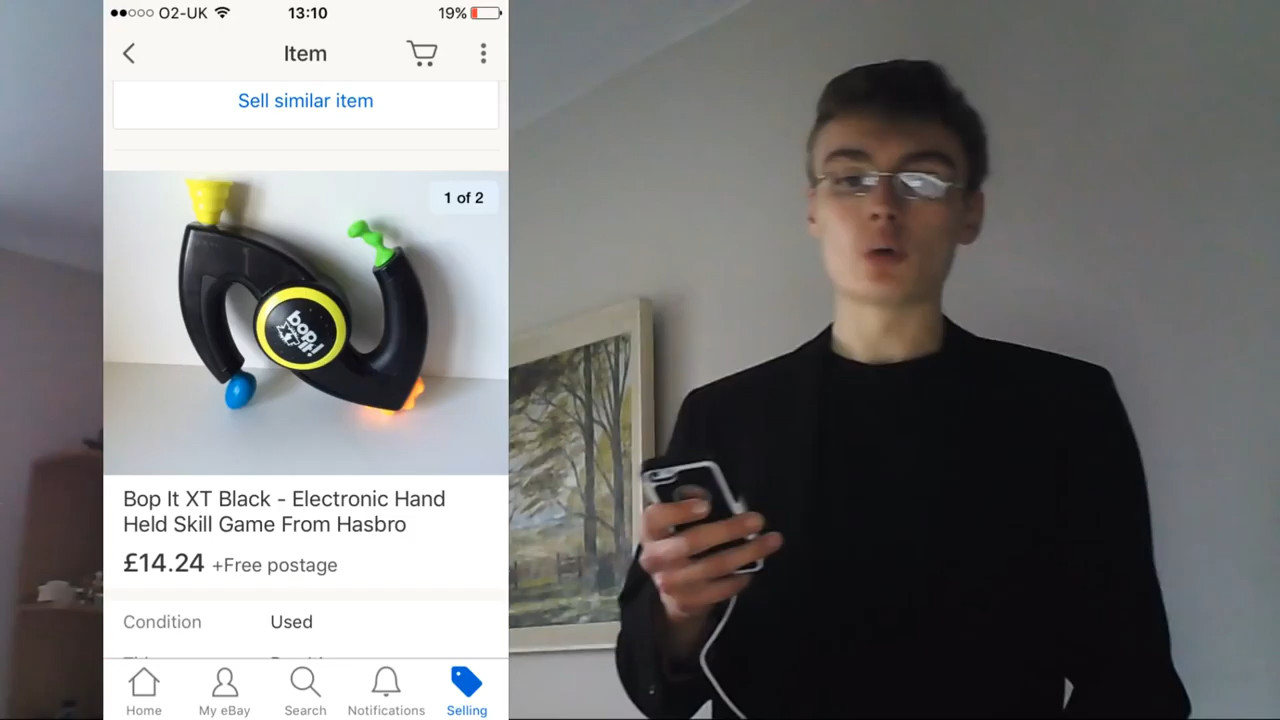 O2-UK 13:10 19%
Item
Sell similar item
1 of 2
bop
it!
Bop It XT Black - Electronic Hand
Held Skill Game From Hasbro
£14.24 +Free postage
Condition Used
Home My eBay Search Notifications Selling